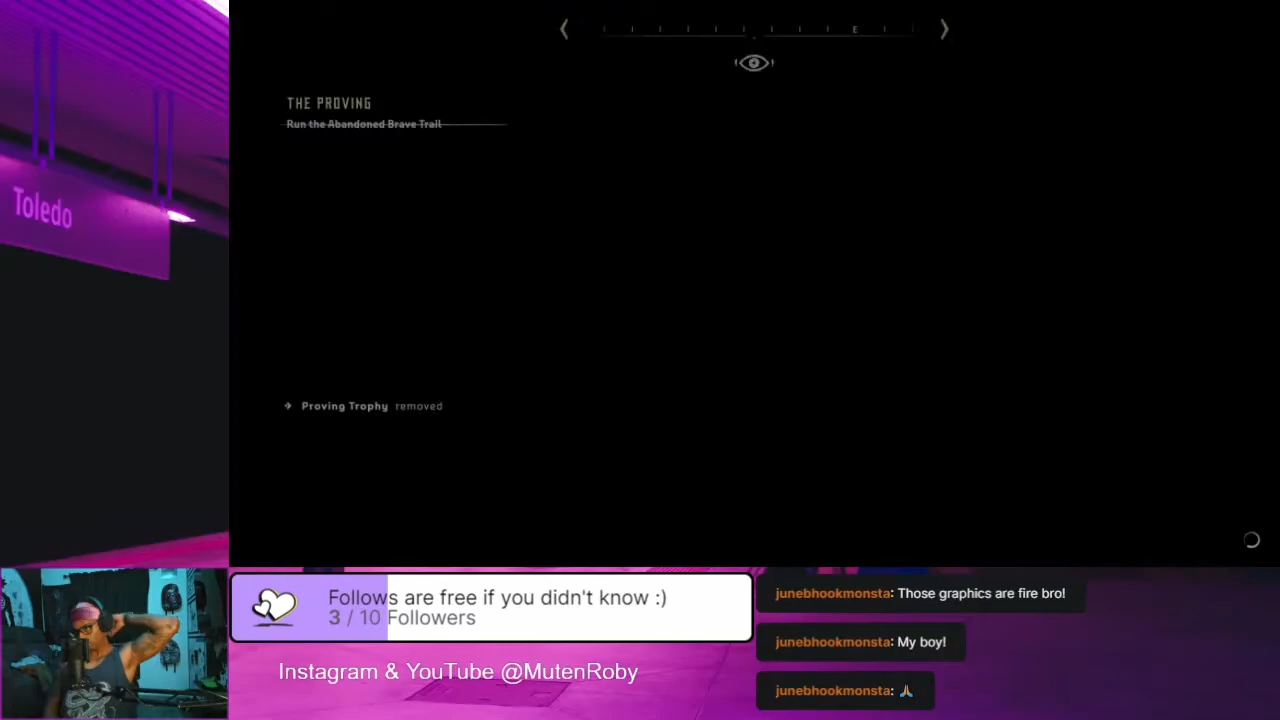 Toledo
E
THE PROVING
Run the Abandoned Brave Trail
Proving Trophy removed
Follows are free if you didn't know :)
3 / 10 Followers
Instagram & YouTube @MutenRoby
junebhookmonsta: Those graphics are fire bro!
junebhookmonsta: My boy!
junebhookmonsta: 🙏🏽